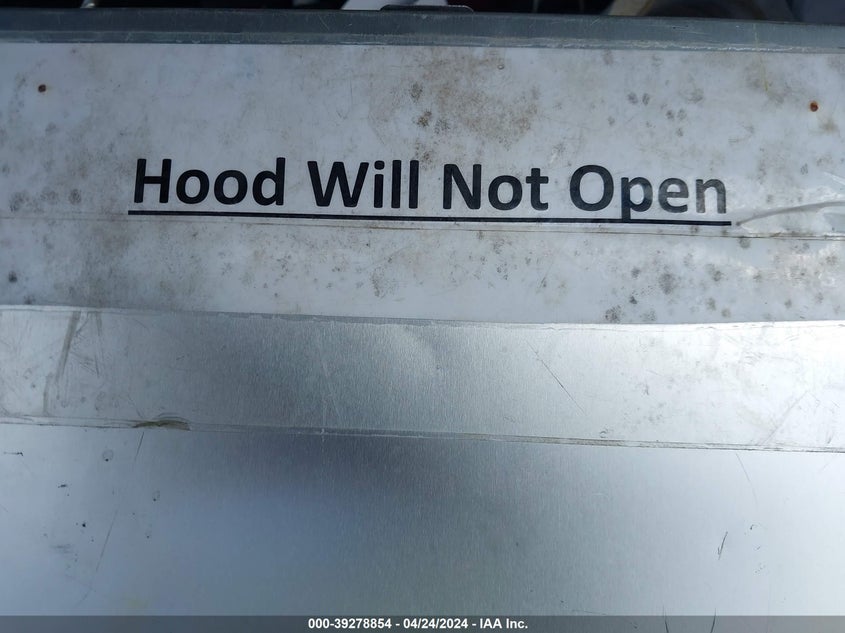 Hood Will Not Open
000-39278854 - 04/24/2024 - IAA Inc.